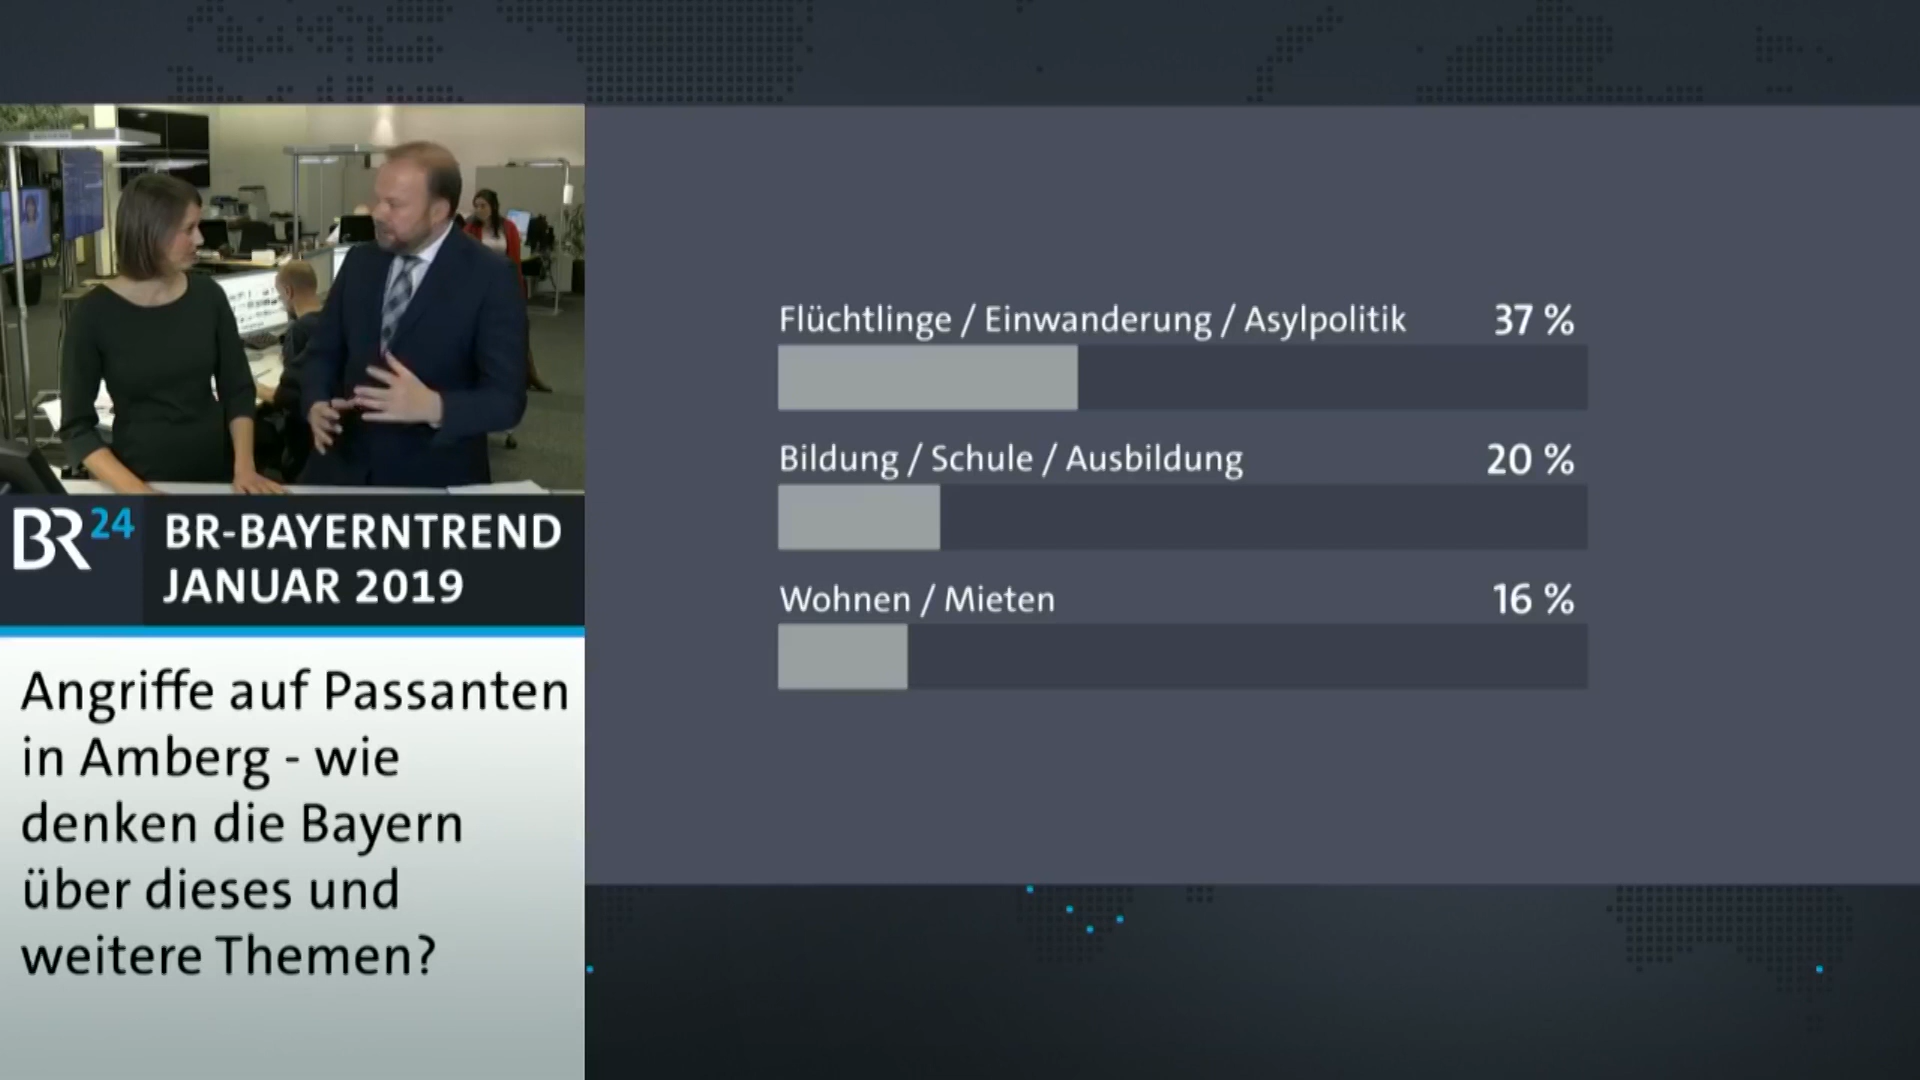 BR24
BR-BAYERNTREND
JANUAR 2019
Angriffe auf Passanten
in Amberg - wie
denken die Bayern
über dieses und
weitere Themen?
Flüchtlinge / Einwanderung / Asylpolitik 37 %
Bildung / Schule / Ausbildung 20 %
Wohnen / Mieten 16 %